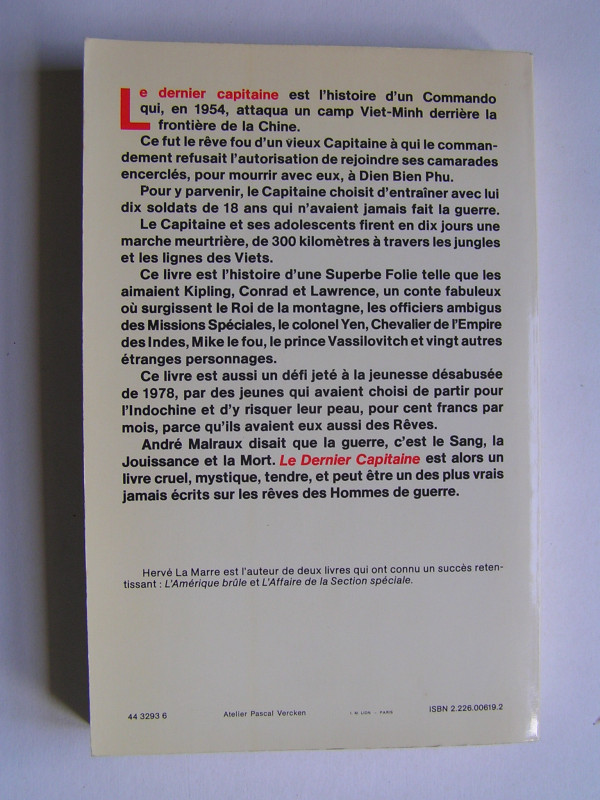 Le dernier capitaine est l'histoire d'un Commando
qui, en 1954, attaqua un camp Viet-Minh derrière la
frontière de la Chine.
Ce fut le rêve fou d'un vieux Capitaine à qui le comman-
dement refusait l'autorisation de rejoindre ses camarades
encerclés, pour mourrir avec eux, à Dien Bien Phu.
Pour y parvenir, le Capitaine choisit d'entraîner avec lui
dix soldats de 18 ans qui n'avaient jamais fait la guerre.
Le Capitaine et ses adolescents firent en dix jours une
marche meurtrière, de 300 kilomètres à travers les jungles
et les lignes des Viets.
Ce livre est l'histoire d'une Superbe Folie telle que les
aimaient Kipling, Conrad et Lawrence, un conte fabuleux
où surgissent le Roi de la montagne, les officiers ambigus
des Missions Spéciales, le colonel Yen, Chevalier de l'Empire
des Indes, Mike le fou, le prince Vassilovitch et vingt autres
étranges personnages.
Ce livre est aussi un défi jeté à la jeunesse désabusée
de 1978, par des jeunes qui avaient choisi de partir pour
l'Indochine et d'y risquer leur peau, pour cent francs par
mois, parce qu'ils avaient eux aussi des Rêves.
André Malraux disait que la guerre, c'est le Sang, la
Jouissance et la Mort. Le Dernier Capitaine est alors un
livre cruel, mystique, tendre, et peut être un des plus vrais
jamais écrits sur les rêves des Hommes de guerre.
Hervé La Marre est l'auteur de deux livres qui ont connu un succès reten-
tissant : L'Amérique brûle et L'Affaire de la Section spéciale.
44 3293 6 Atelier Pascal Vercken I.M. LION - PARIS ISBN 2.226.00619.2